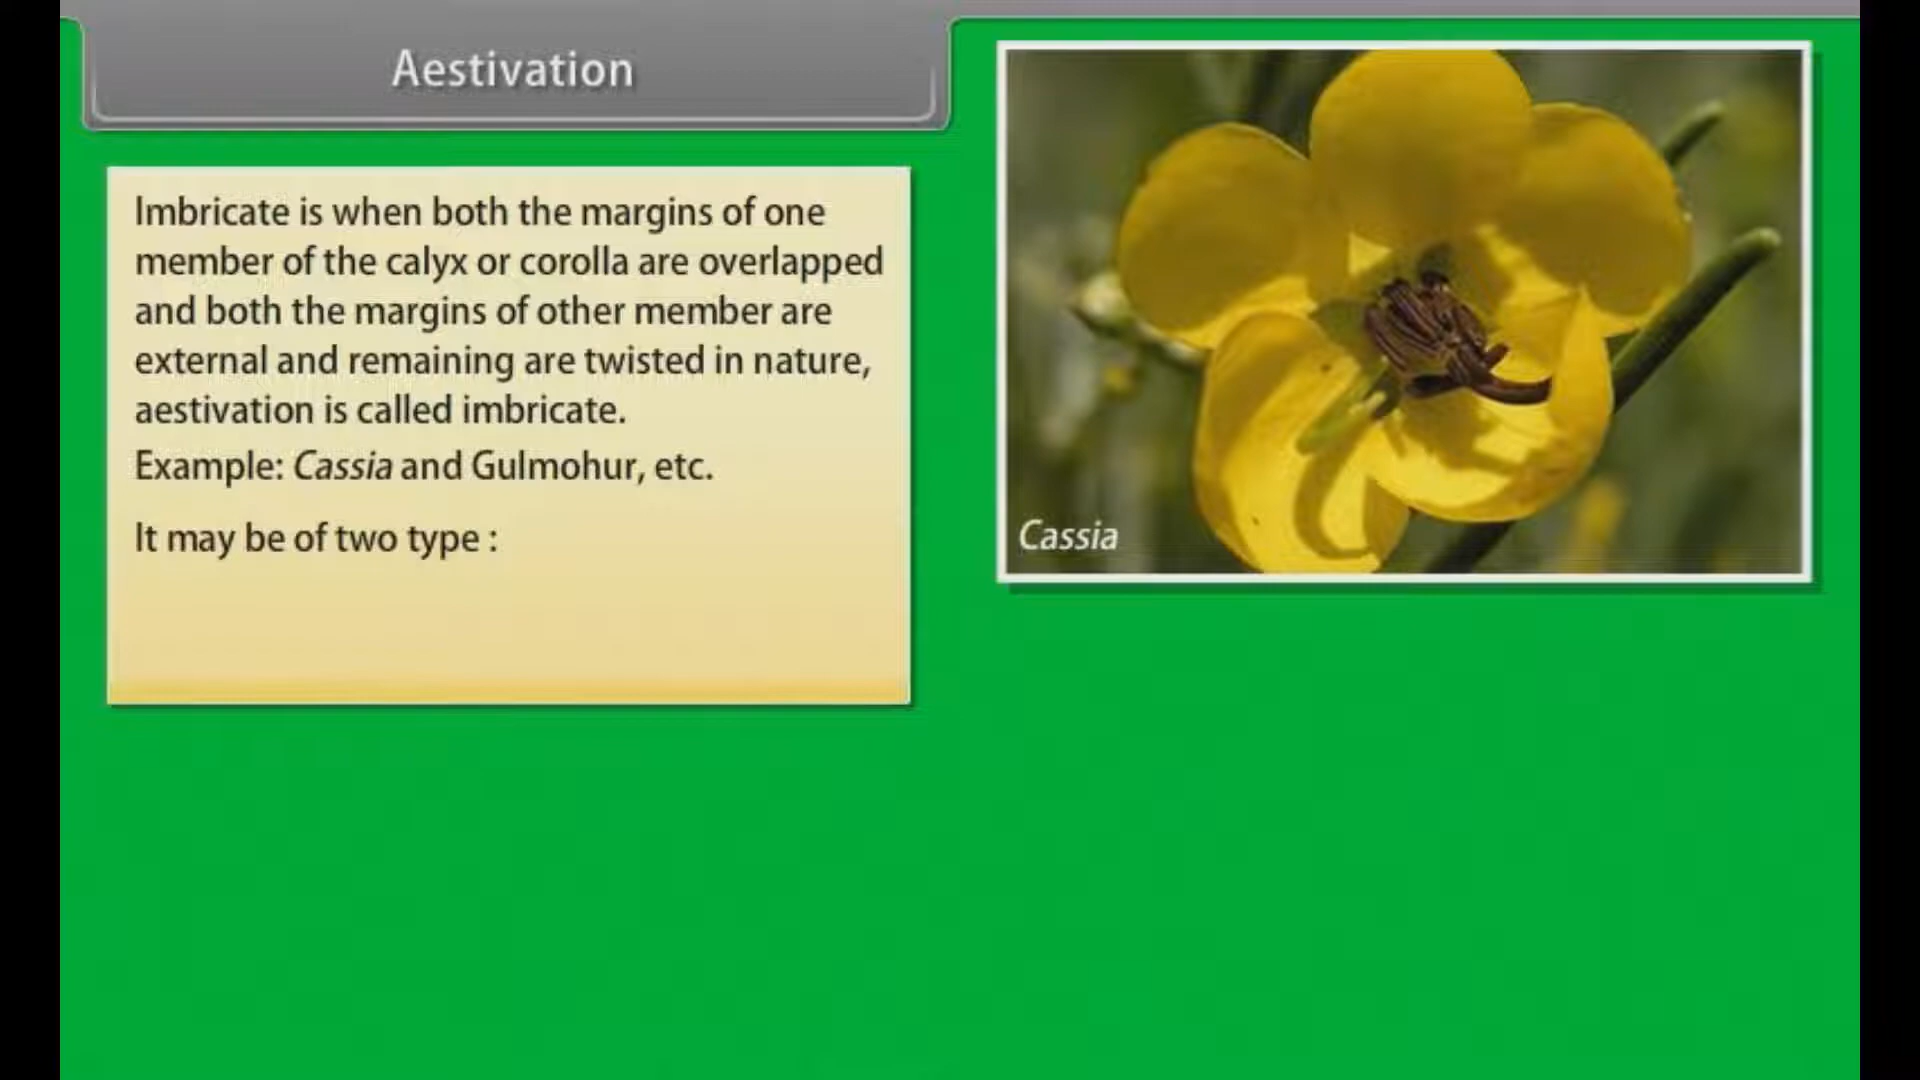 Aestivation
Imbricate is when both the margins of one
member of the calyx or corolla are overlapped
and both the margins of other member are
external and remaining are twisted in nature,
aestivation is called imbricate.
Example: Cassia and Gulmohur, etc.
It may be of two type :
Cassia